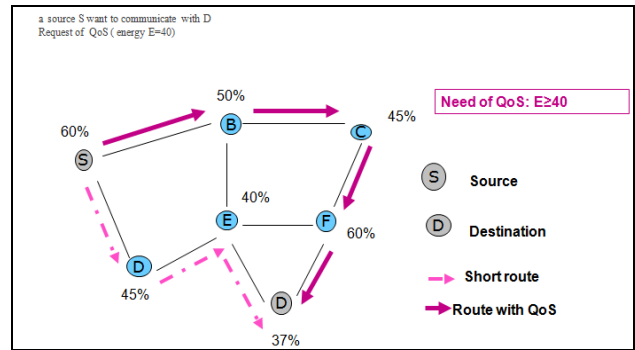 a source S want to communicate with D
Request of QoS ( energy E=40)
50%
Need of QoS: E≥40
45%
B
C
60%
S
S
Source
40%
E
F
D
Destination
60%
D
Short route
45%
D
Route with QoS
37%